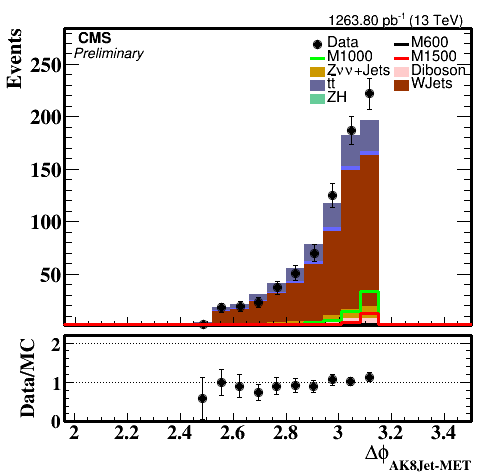 1263.80 pb⁻¹ (13 TeV)
CMS
Preliminary
Data
M600
M1000
M1500
Zνν+Jets
Diboson
tt
WJets
ZH
Events
250
200
150
100
50
Data/MC
2
1
0
2 2.2 2.4 2.6 2.8 3 3.2 3.4
Δϕ AK8Jet-MET